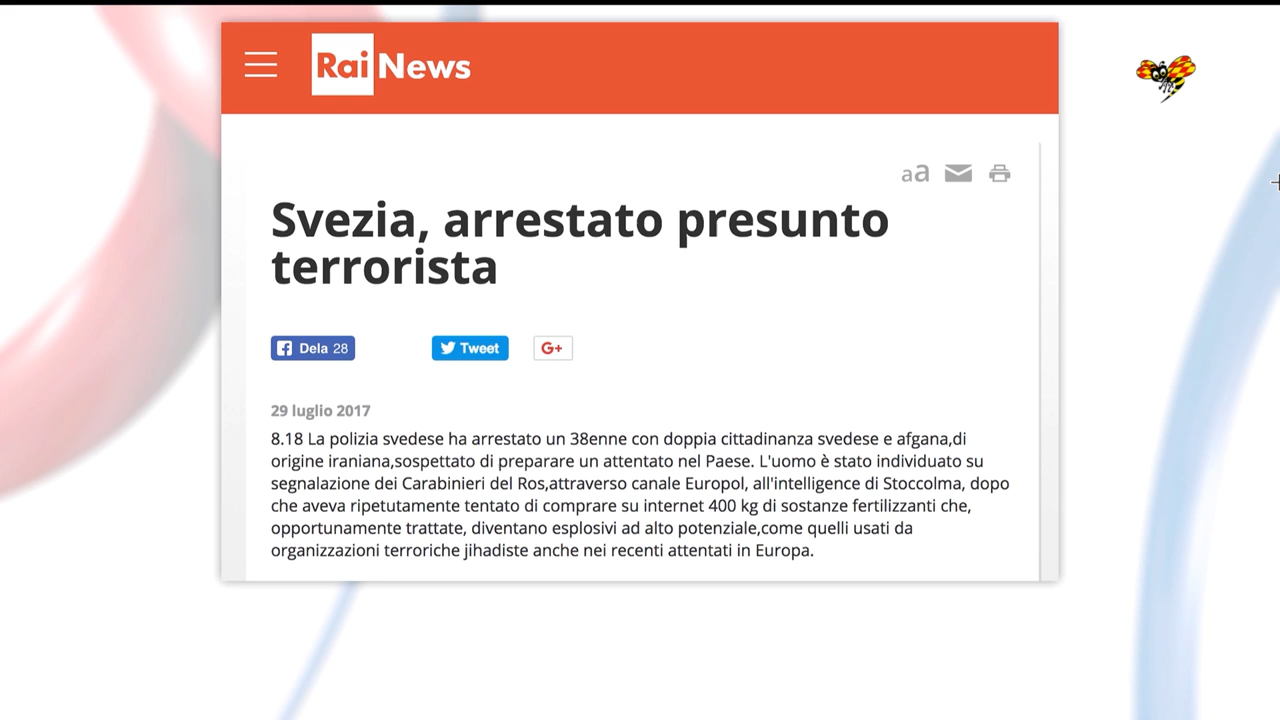 Rai News
aa
Svezia, arrestato presunto
terrorista
Dela 28
Tweet
G+
29 luglio 2017
8.18 La polizia svedese ha arrestato un 38enne con doppia cittadinanza svedese e afgana,di
origine iraniana,sospettato di preparare un attentato nel Paese. L'uomo è stato individuato su
segnalazione dei Carabinieri del Ros,attraverso canale Europol, all'intelligence di Stoccolma, dopo
che aveva ripetutamente tentato di comprare su internet 400 kg di sostanze fertilizzanti che,
opportunamente trattate, diventano esplosivi ad alto potenziale,come quelli usati da
organizzazioni terroriche jihadiste anche nei recenti attentati in Europa.